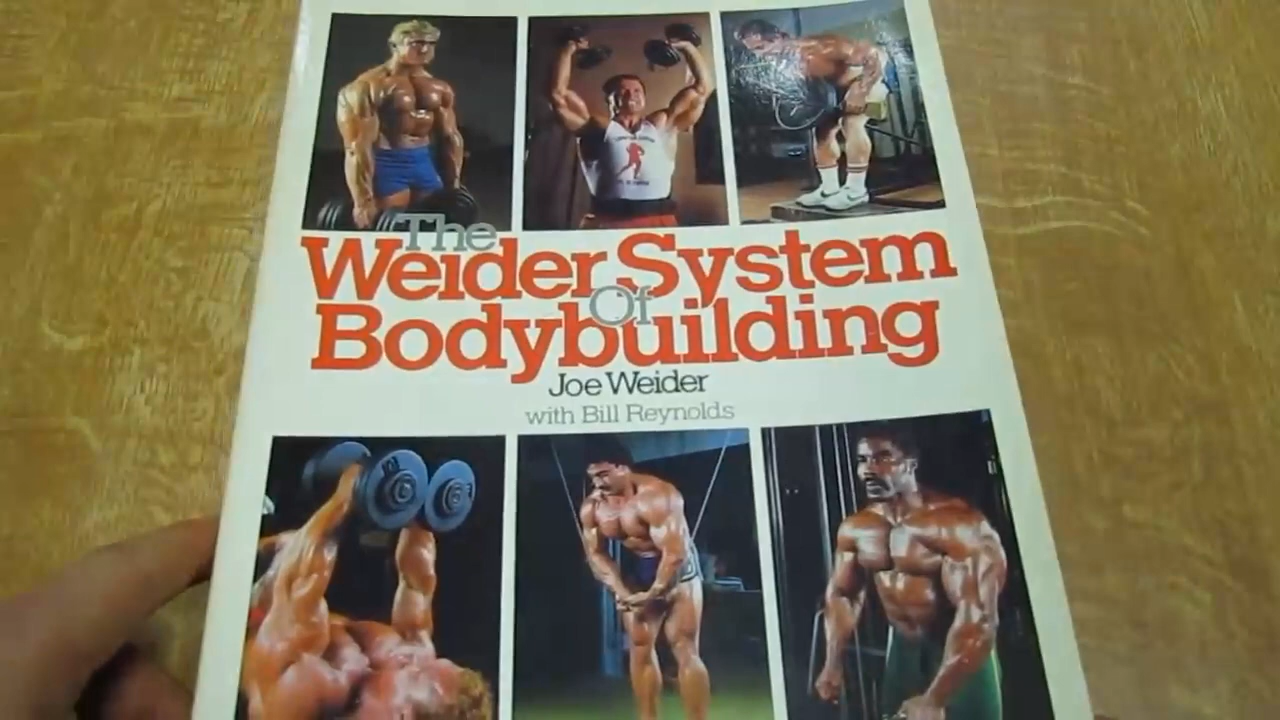 The
Weider System
Of
Bodybuilding
Joe Weider
with Bill Reynolds